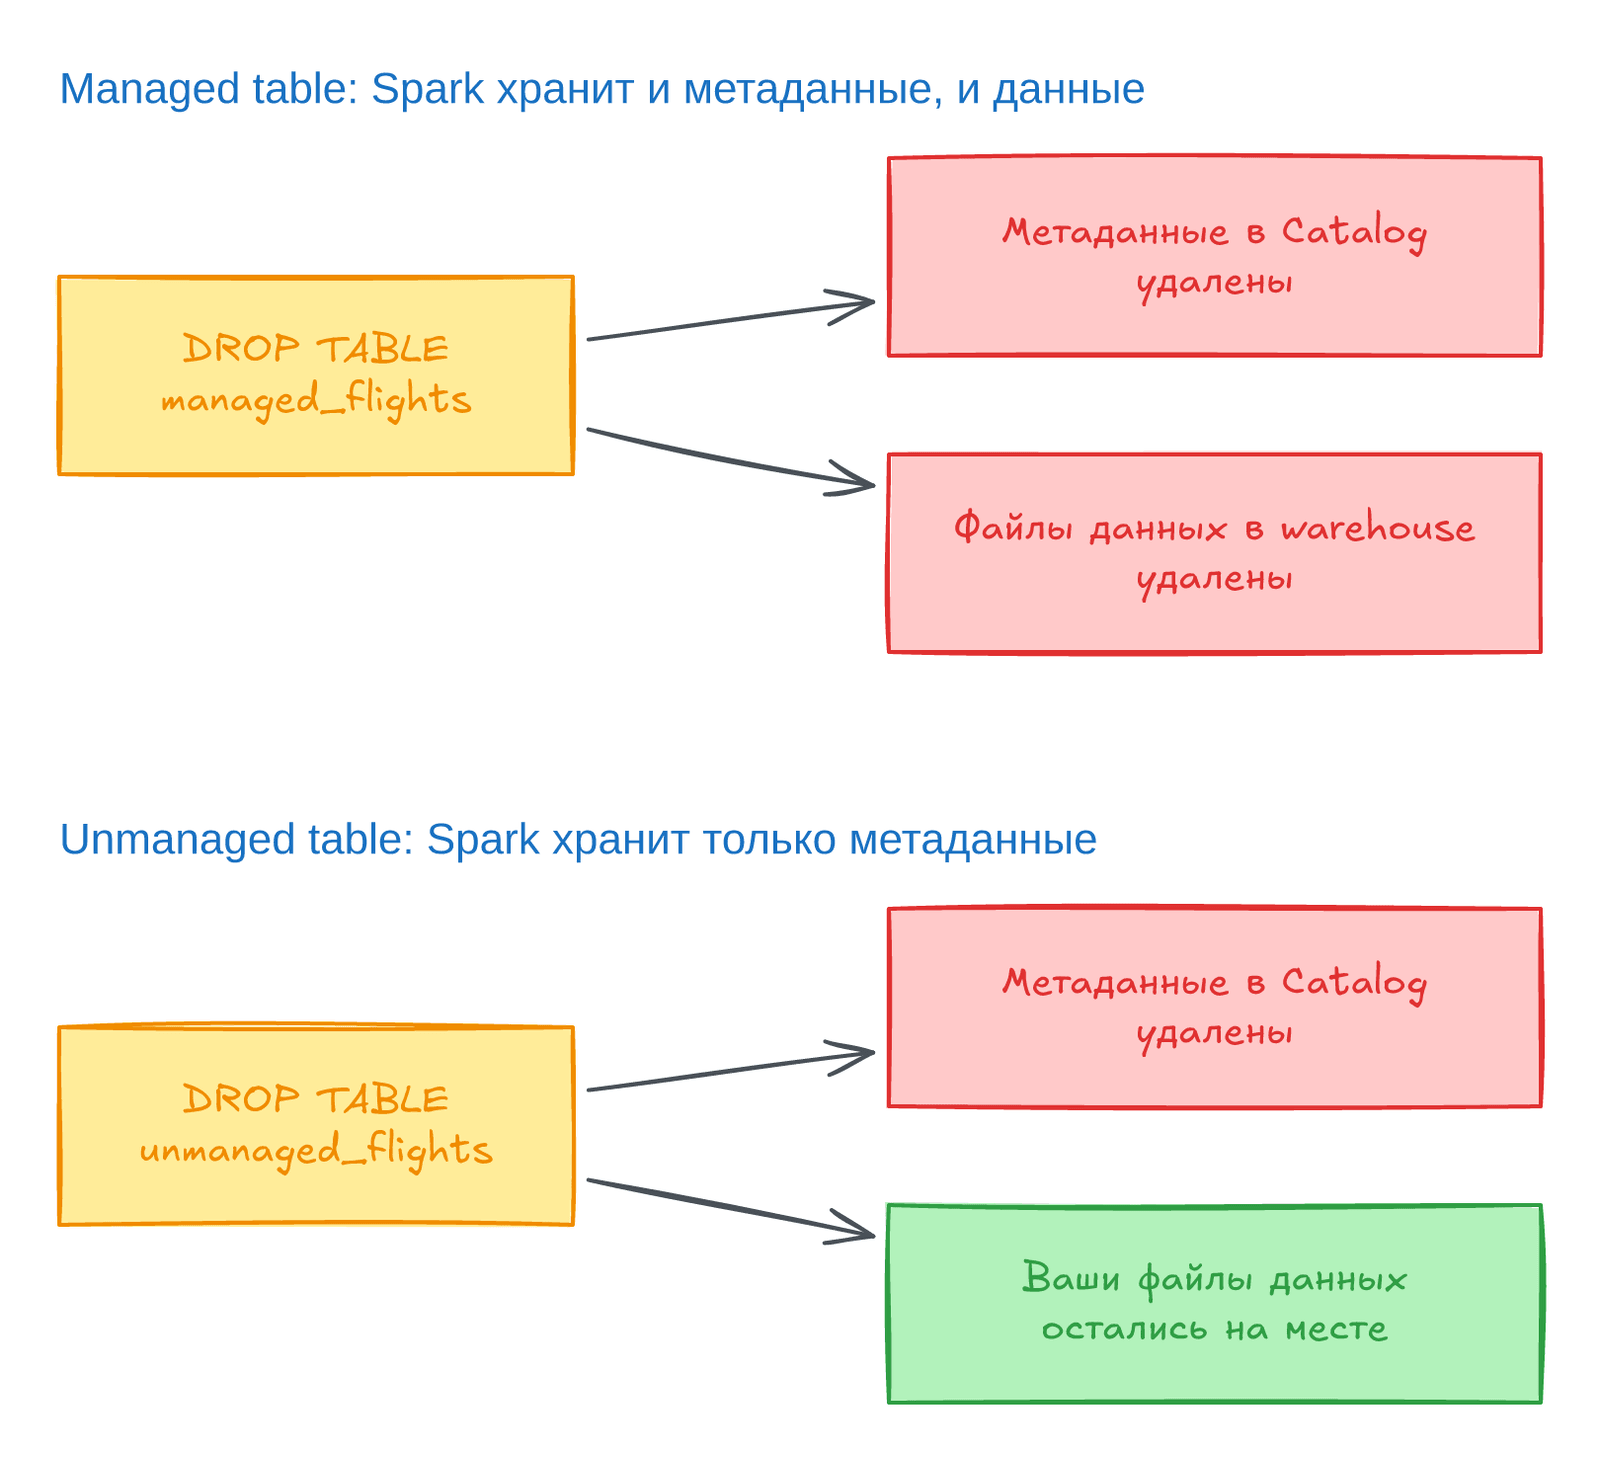 Managed table: Spark хранит и метаданные, и данные
Метаданные в Catalog
удалены
DROP TABLE
managed_flights
Файлы данных в warehouse
удалены
Unmanaged table: Spark хранит только метаданные
Метаданные в Catalog
удалены
DROP TABLE
unmanaged_flights
Ваши файлы данных
остались на месте